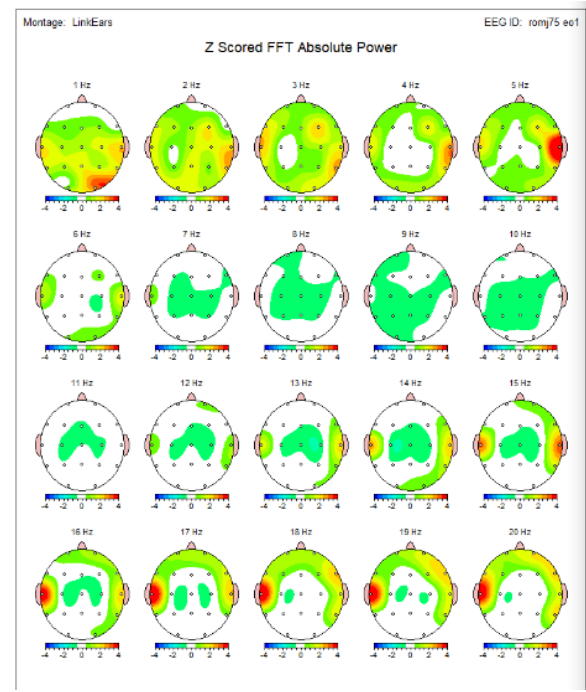 Montage: LinkEars EEG ID: romj75 eo1
Z Scored FFT Absolute Power
1 Hz 2 Hz 3 Hz 4 Hz 5 Hz
-4 -2 0 2 4 -4 -2 0 2 4 -4 -2 0 2 4 -4 -2 0 2 4 -4 -2 0 2 4
6 Hz 7 Hz 8 Hz 9 Hz 10 Hz
-4 -2 0 2 4 -4 -2 0 2 4 -4 -2 0 2 4 -4 -2 0 2 4 -4 -2 0 2 4
11 Hz 12 Hz 13 Hz 14 Hz 15 Hz
-4 -2 0 2 4 -4 -2 0 2 4 -4 -2 0 2 4 -4 -2 0 2 4 -4 -2 0 2 4
16 Hz 17 Hz 18 Hz 19 Hz 20 Hz
-4 -2 0 2 4 -4 -2 0 2 4 -4 -2 0 2 4 -4 -2 0 2 4 -4 -2 0 2 4